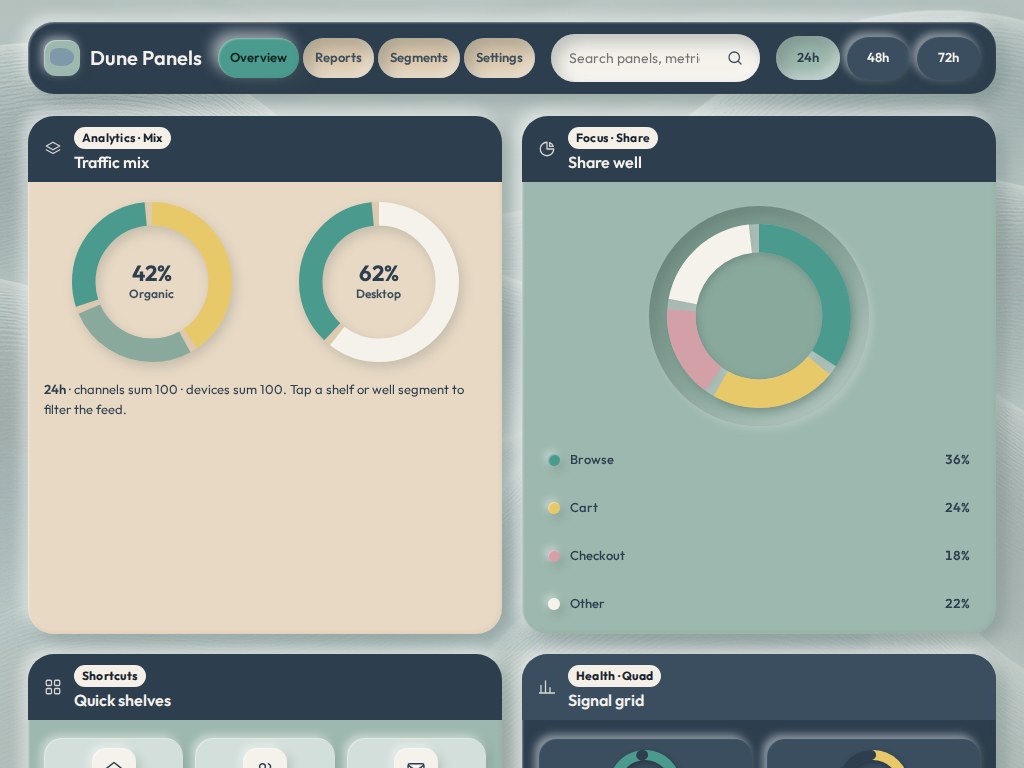 Dune Panels
Overview
Reports
Segments
Settings
Search panels, metri
24h
48h
72h
Analytics · Mix
Traffic mix
42%
Organic
62%
Desktop
24h · channels sum 100 · devices sum 100. Tap a shelf or well segment to
filter the feed.
Focus · Share
Share well
Browse 36%
Cart 24%
Checkout 18%
Other 22%
Shortcuts
Quick shelves
Health · Quad
Signal grid